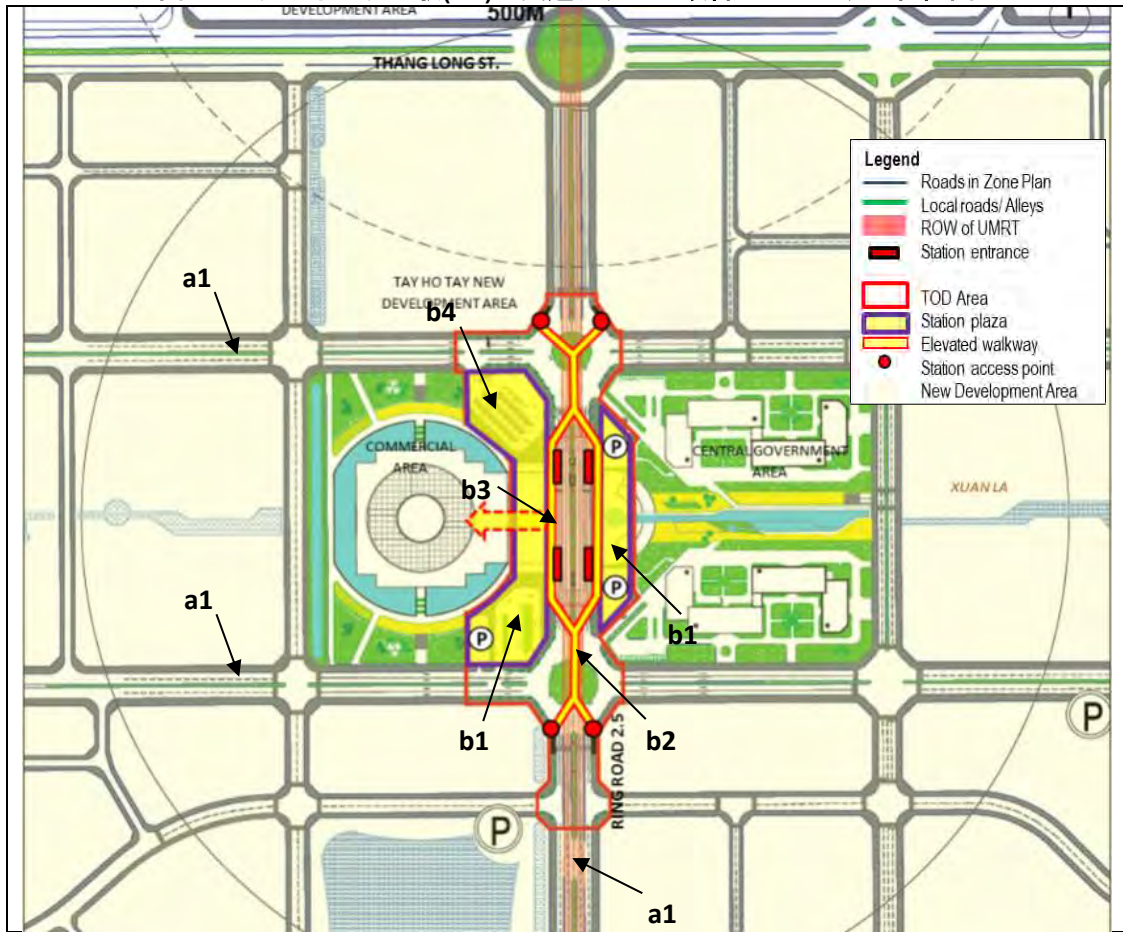 DEVELOPMENT AREA
500M
THANG LONG ST.
Legend
Roads in Zone Plan
Local roads/ Alleys
ROW of UMRT
Station entrance
TOD Area
Station plaza
Elevated walkway
Station access point
New Development Area
a1
TAY HO TAY NEW
DEVELOPMENT AREA
b4
P
COMMERCIAL
AREA
CENTRAL GOVERNMENT
AREA
b3
XUAN LA
a1
P
b1
P
b1
b2
RING ROAD 2.5
P
P
a1